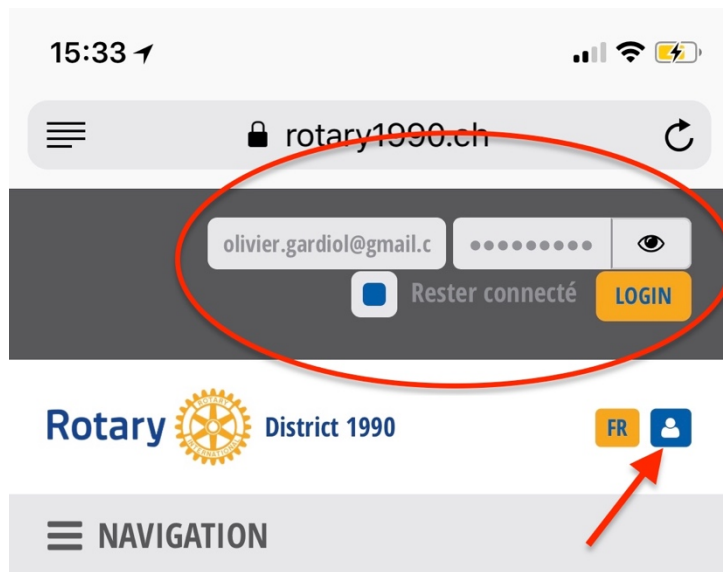 15:33
rotary1990.ch
olivier.gardiol@gmail.c ●●●●●●●●●
Rester connecté LOGIN
Rotary District 1990 FR
NAVIGATION